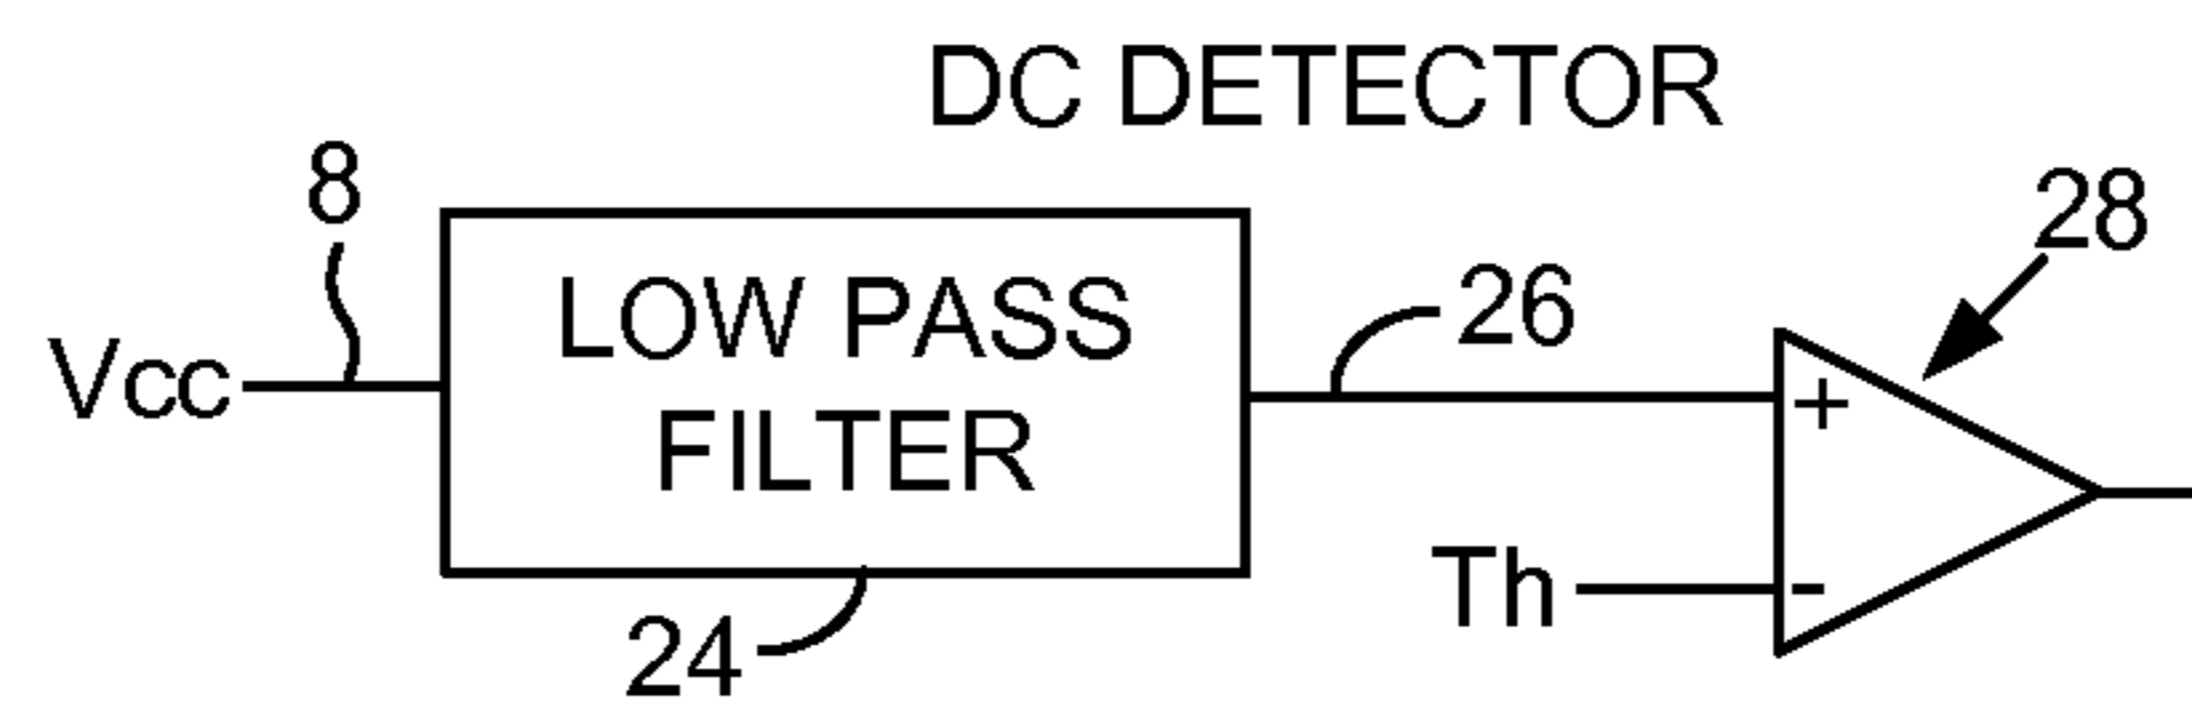 DC DETECTOR
8
28
LOW PASS
26
Vcc
+
FILTER
Th
-
24